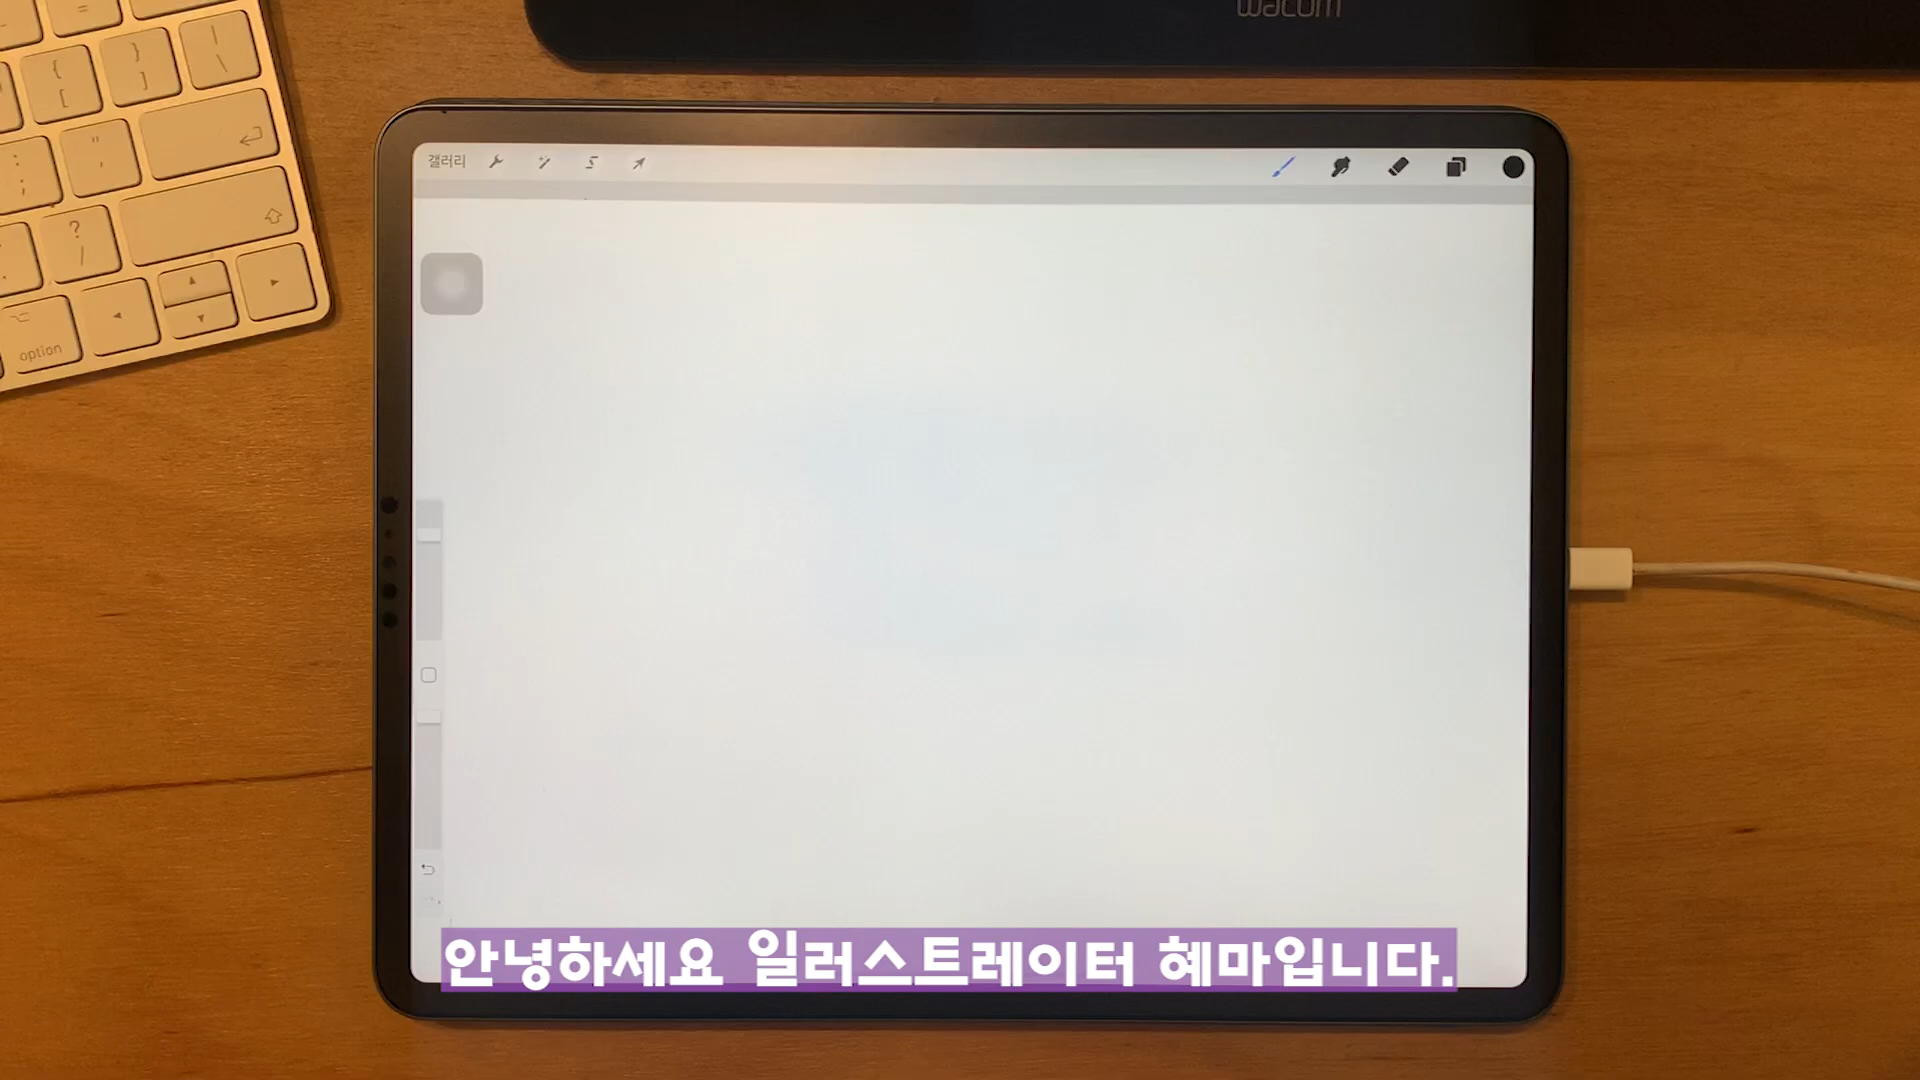 wacom
{ [
} ]
| \
" ,
: ;
? /
option
갤러리
안녕하세요 일러스트레이터 혜마입니다.